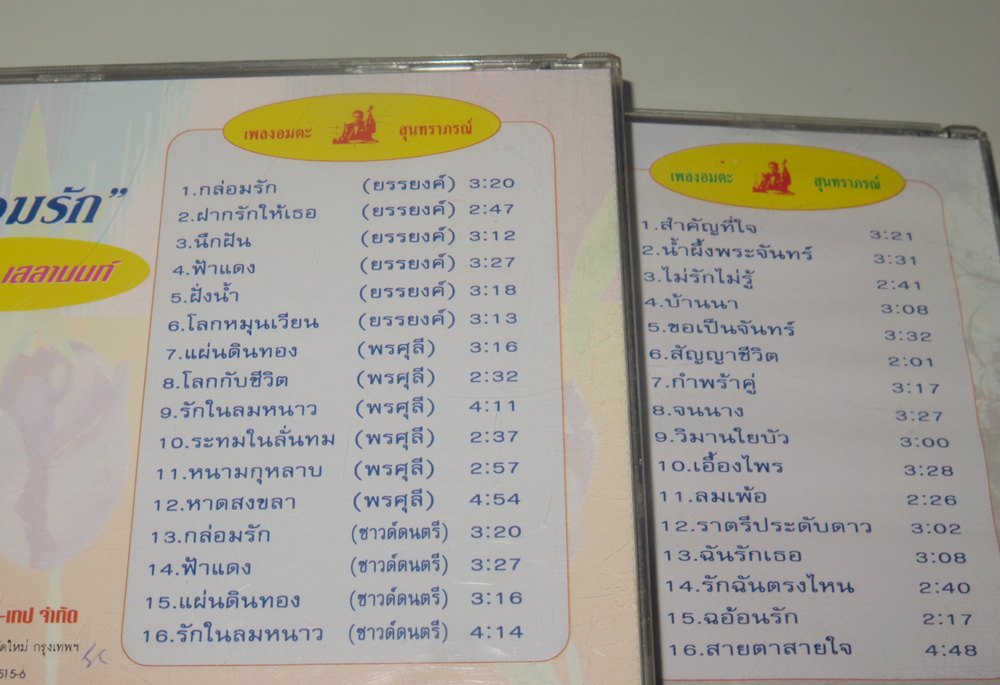 อมรัก”
เสลานนท์
เพลงอมตะ สุนทราภรณ์
1.กล่อมรัก (ยรรยงค์) 3:20
2.ฝากรักให้เธอ (ยรรยงค์) 2:47
3.นึกฝัน (ยรรยงค์) 3:12
4.ฟ้าแดง (ยรรยงค์) 3:27
5.ฝั่งน้ำ (ยรรยงค์) 3:18
6.โลกหมุนเวียน (ยรรยงค์) 3:13
7.แผ่นดินทอง (พรศุลี) 3:16
8.โลกกับชีวิต (พรศุลี) 2:32
9.รักในลมหนาว (พรศุลี) 4:11
10.ระทมในลั่นทม (พรศุลี) 2:37
11.หนามกุหลาบ (พรศุลี) 2:57
12.หาดสงขลา (พรศุลี) 4:54
13.กล่อมรัก (ซาวด์ดนตรี) 3:20
14.ฟ้าแดง (ซาวด์ดนตรี) 3:27
15.แผ่นดินทอง (ซาวด์ดนตรี) 3:16
16.รักในลมหนาว (ซาวด์ดนตรี) 4:14
-เทป จำกัด
ดใหม่ กรุงเทพฯ
515-6
เพลงอมตะ สุนทราภรณ์
1.สำคัญที่ใจ 3:21
2.น้ำผึ้งพระจันทร์ 3:31
3.ไม่รักไม่รู้ 2:41
4.บ้านนา 3:08
5.ขอเป็นจันทร์ 3:32
6.สัญญาชีวิต 2:01
7.กำพร้าคู่ 3:17
8.จนนาง 3:27
9.วิมานใยบัว 3:00
10.เอื้องไพร 3:28
11.ลมเพ้อ 2:26
12.ราตรีประดับดาว 3:02
13.ฉันรักเธอ 3:08
14.รักฉันตรงไหน 2:40
15.ฉอ้อนรัก 2:17
16.สายตาสายใจ 4:48